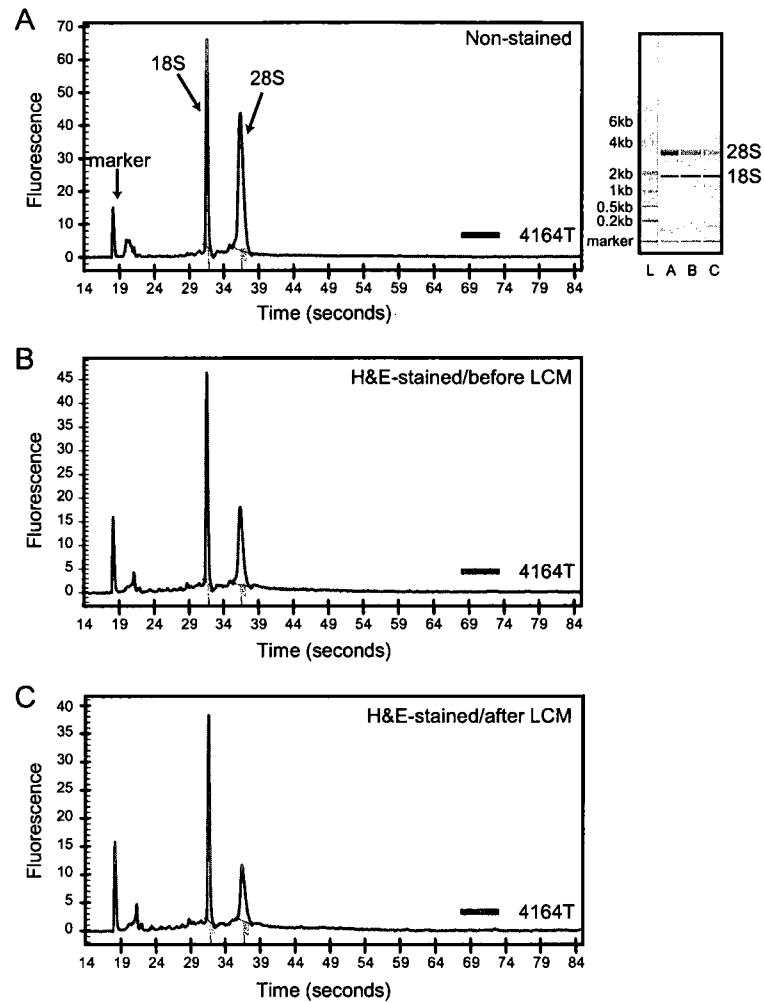 A
Non-stained
70
60
50
40
30
20
10
0
Fluorescence
18S
28S
marker
4164T
14 19 24 29 34 39 44 49 54 59 64 69 74 79 84
Time (seconds)
6kb
4kb
2kb
1kb
0.5kb
0.2kb
marker
28S
18S
L A B C
B
H&E-stained/before LCM
45
40
35
30
25
20
15
10
5
0
Fluorescence
4164T
14 19 24 29 34 39 44 49 54 59 64 69 74 79 84
Time (seconds)
C
H&E-stained/after LCM
40
35
30
25
20
15
10
5
0
Fluorescence
4164T
14 19 24 29 34 39 44 49 54 59 64 69 74 79 84
Time (seconds)